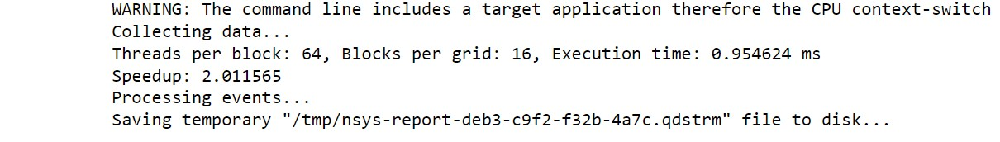 WARNING: The command line includes a target application therefore the CPU context-switch
Collecting data...
Threads per block: 64, Blocks per grid: 16, Execution time: 0.954624 ms
Speedup: 2.011565
Processing events...
Saving temporary "/tmp/nsys-report-deb3-c9f2-f32b-4a7c.qdstrm" file to disk...